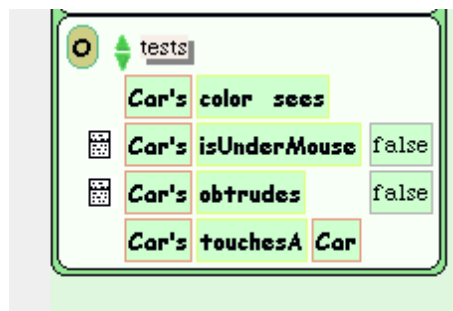 O tests
Car's color sees
Car's isUnderMouse false
Car's obtrudes false
Car's touchesA Car